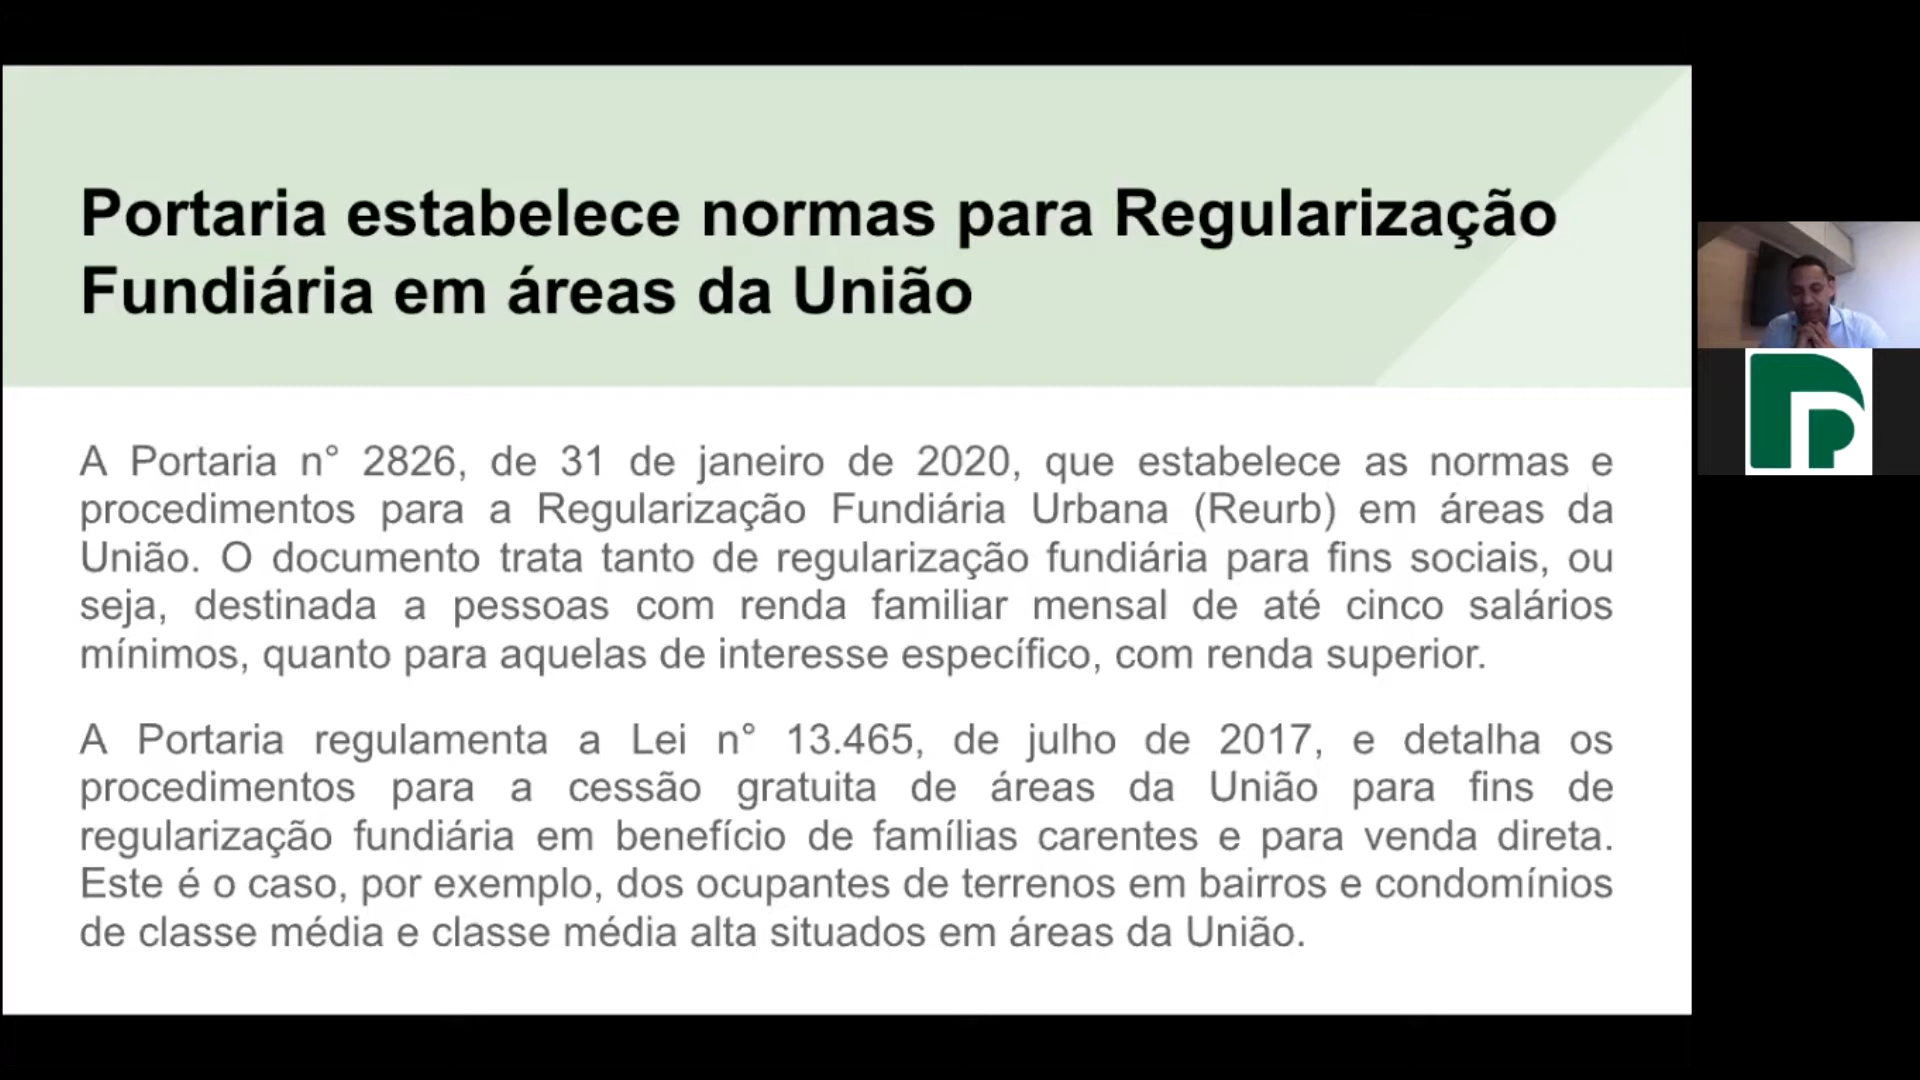 Portaria estabelece normas para Regularização
Fundiária em áreas da União
A Portaria n° 2826, de 31 de janeiro de 2020, que estabelece as normas e
procedimentos para a Regularização Fundiária Urbana (Reurb) em áreas da
União. O documento trata tanto de regularização fundiária para fins sociais, ou
seja, destinada a pessoas com renda familiar mensal de até cinco salários
mínimos, quanto para aquelas de interesse específico, com renda superior.
A Portaria regulamenta a Lei n° 13.465, de julho de 2017, e detalha os
procedimentos para a cessão gratuita de áreas da União para fins de
regularização fundiária em benefício de famílias carentes e para venda direta.
Este é o caso, por exemplo, dos ocupantes de terrenos em bairros e condomínios
de classe média e classe média alta situados em áreas da União.